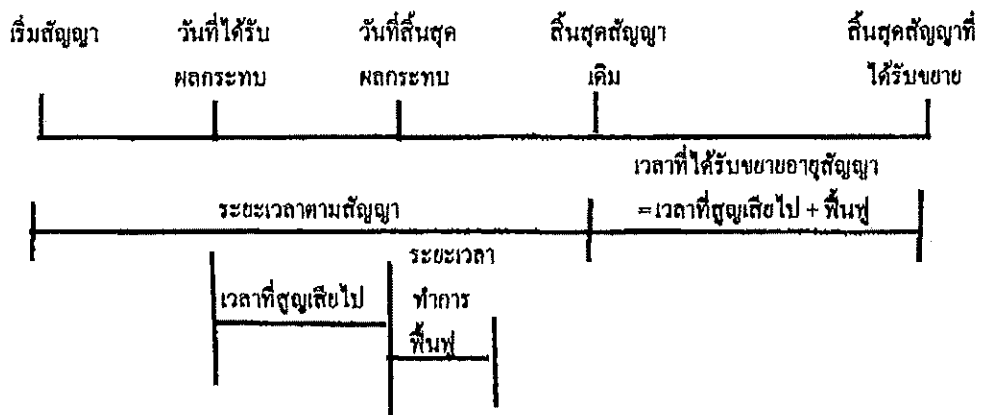 เริ่มสัญญา วันที่ได้รับ วันที่สิ้นสุด สิ้นสุดสัญญา สิ้นสุดสัญญาที่
ผลกระทบ ผลกระทบ เดิม ได้รับขยาย
เวลาที่ได้รับขยายอายุสัญญา
ระยะเวลาตามสัญญา =เวลาที่สูญเสียไป + ฟื้นฟู
ระยะเวลา
เวลาที่สูญเสียไป ทำการ
ฟื้นฟู